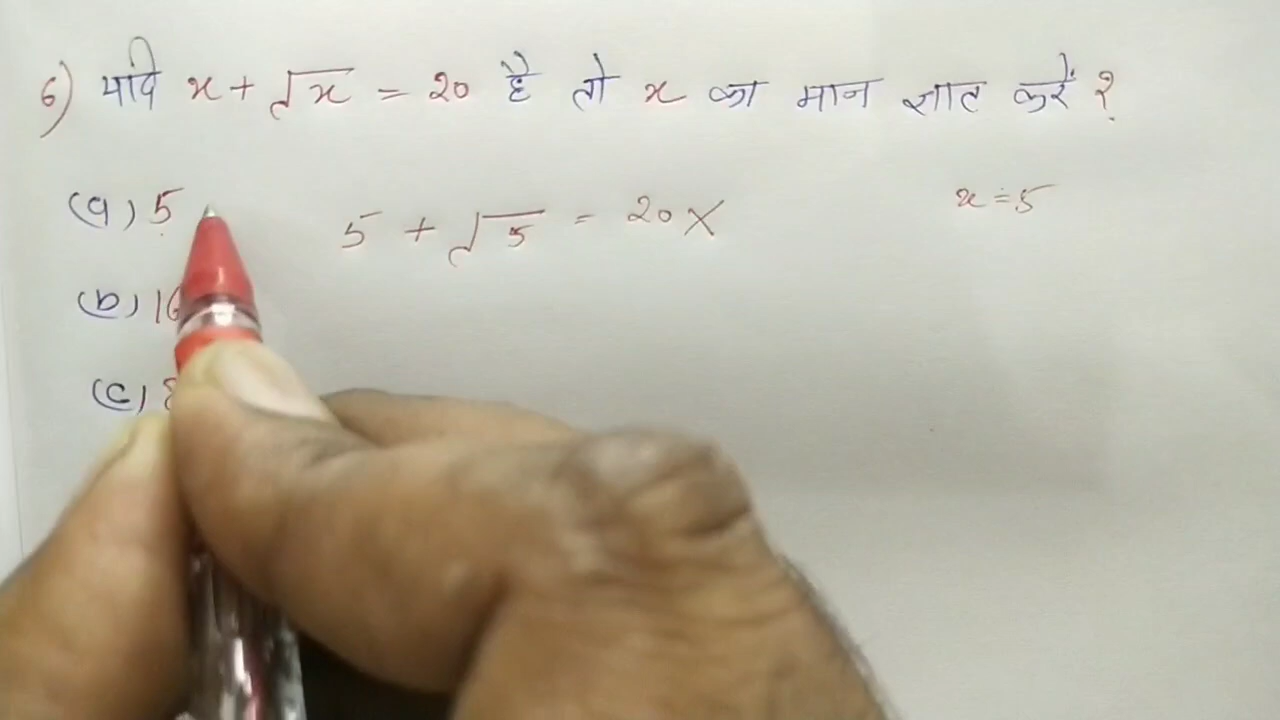 6) यदि x + √x = 20 है तो x का मान ज्ञात करें ?
(a) 5
5 + √5 = 20 X
x = 5
(b) 16
(c)